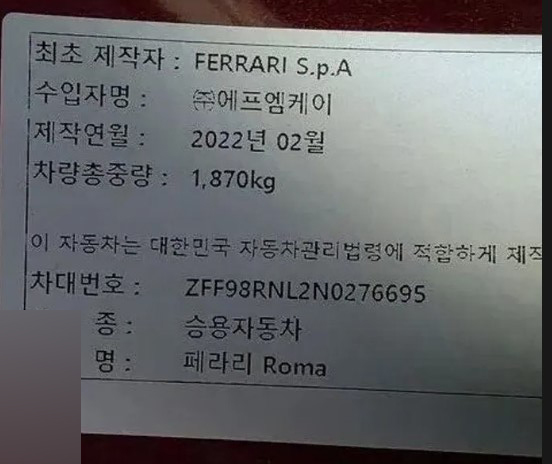 최초 제작자 : FERRARI S.p.A
수입자명 : ㈜에프엠케이
제작연월 : 2022년 02월
차량총중량 : 1,870kg
이 자동차는 대한민국 자동차관리법령에 적합하게 제작
차대번호 : ZFF98RNL2N0276695
종 : 승용자동차
명 : 페라리 Roma